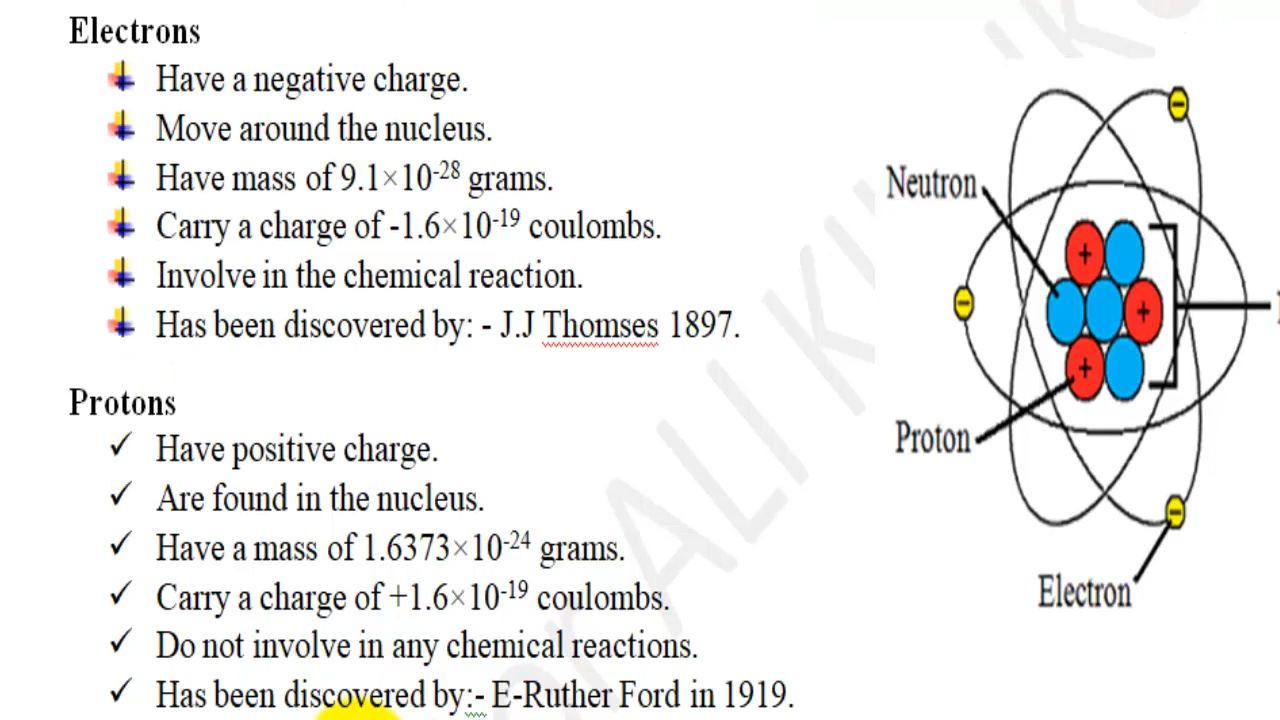 Electrons
Have a negative charge.
Move around the nucleus.
Have mass of 9.1×10⁻²⁸ grams.
Carry a charge of -1.6×10⁻¹⁹ coulombs.
Involve in the chemical reaction.
Has been discovered by: - J.J Thomses 1897.
Protons
✓ Have positive charge.
✓ Are found in the nucleus.
✓ Have a mass of 1.6373×10⁻²⁴ grams.
✓ Carry a charge of +1.6×10⁻¹⁹ coulombs.
✓ Do not involve in any chemical reactions.
✓ Has been discovered by:- E-Ruther Ford in 1919.
Neutron
Proton
Electron
+
+
+
−
−
−
ALI